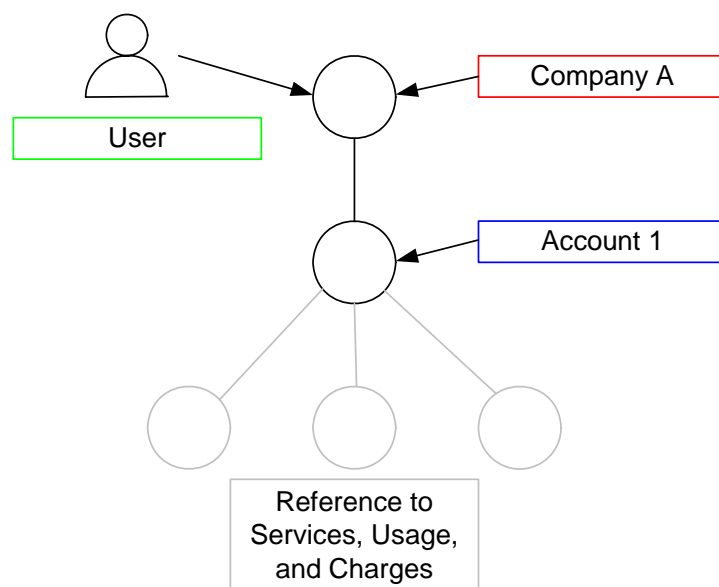 Company A
User
Account 1
Reference to
Services, Usage,
and Charges